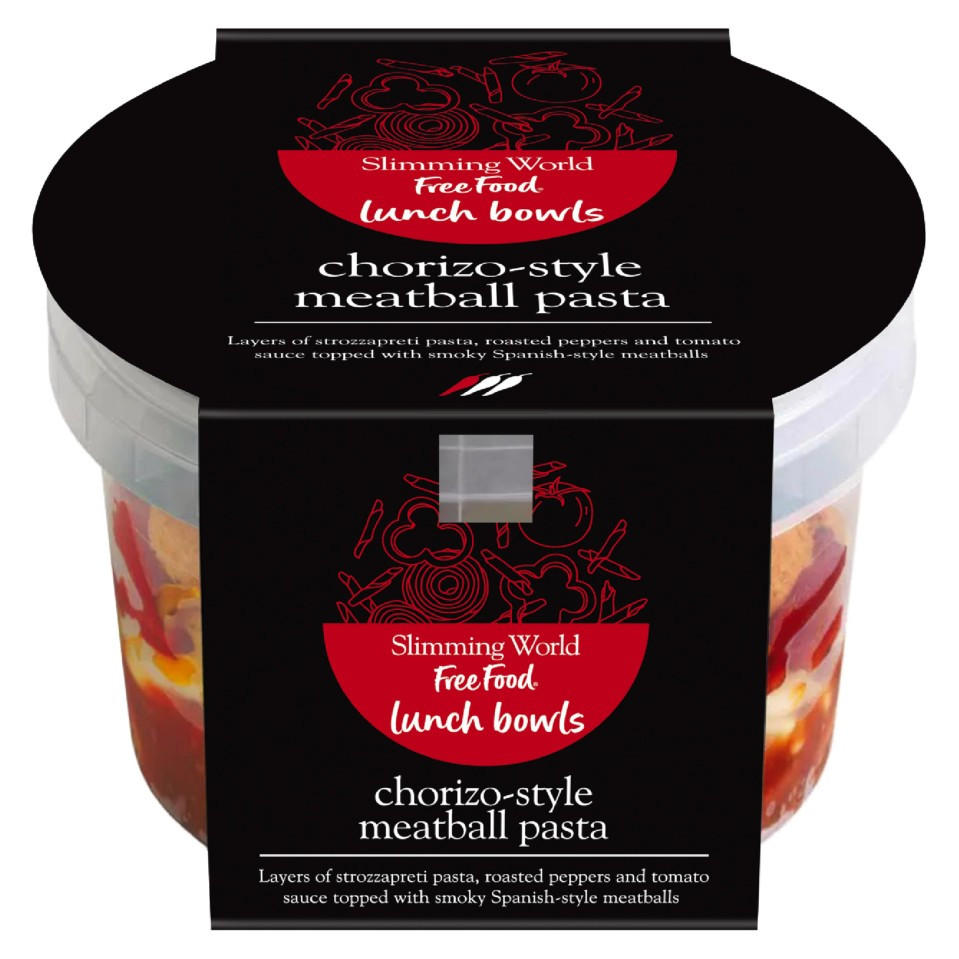 Slimming World
Free Food®
lunch bowls
chorizo-style
meatball pasta
Layers of strozzapreti pasta, roasted peppers and tomato
sauce topped with smoky Spanish-style meatballs
Slimming World
Free Food®
lunch bowls
chorizo-style
meatball pasta
Layers of strozzapreti pasta, roasted peppers and tomato
sauce topped with smoky Spanish-style meatballs